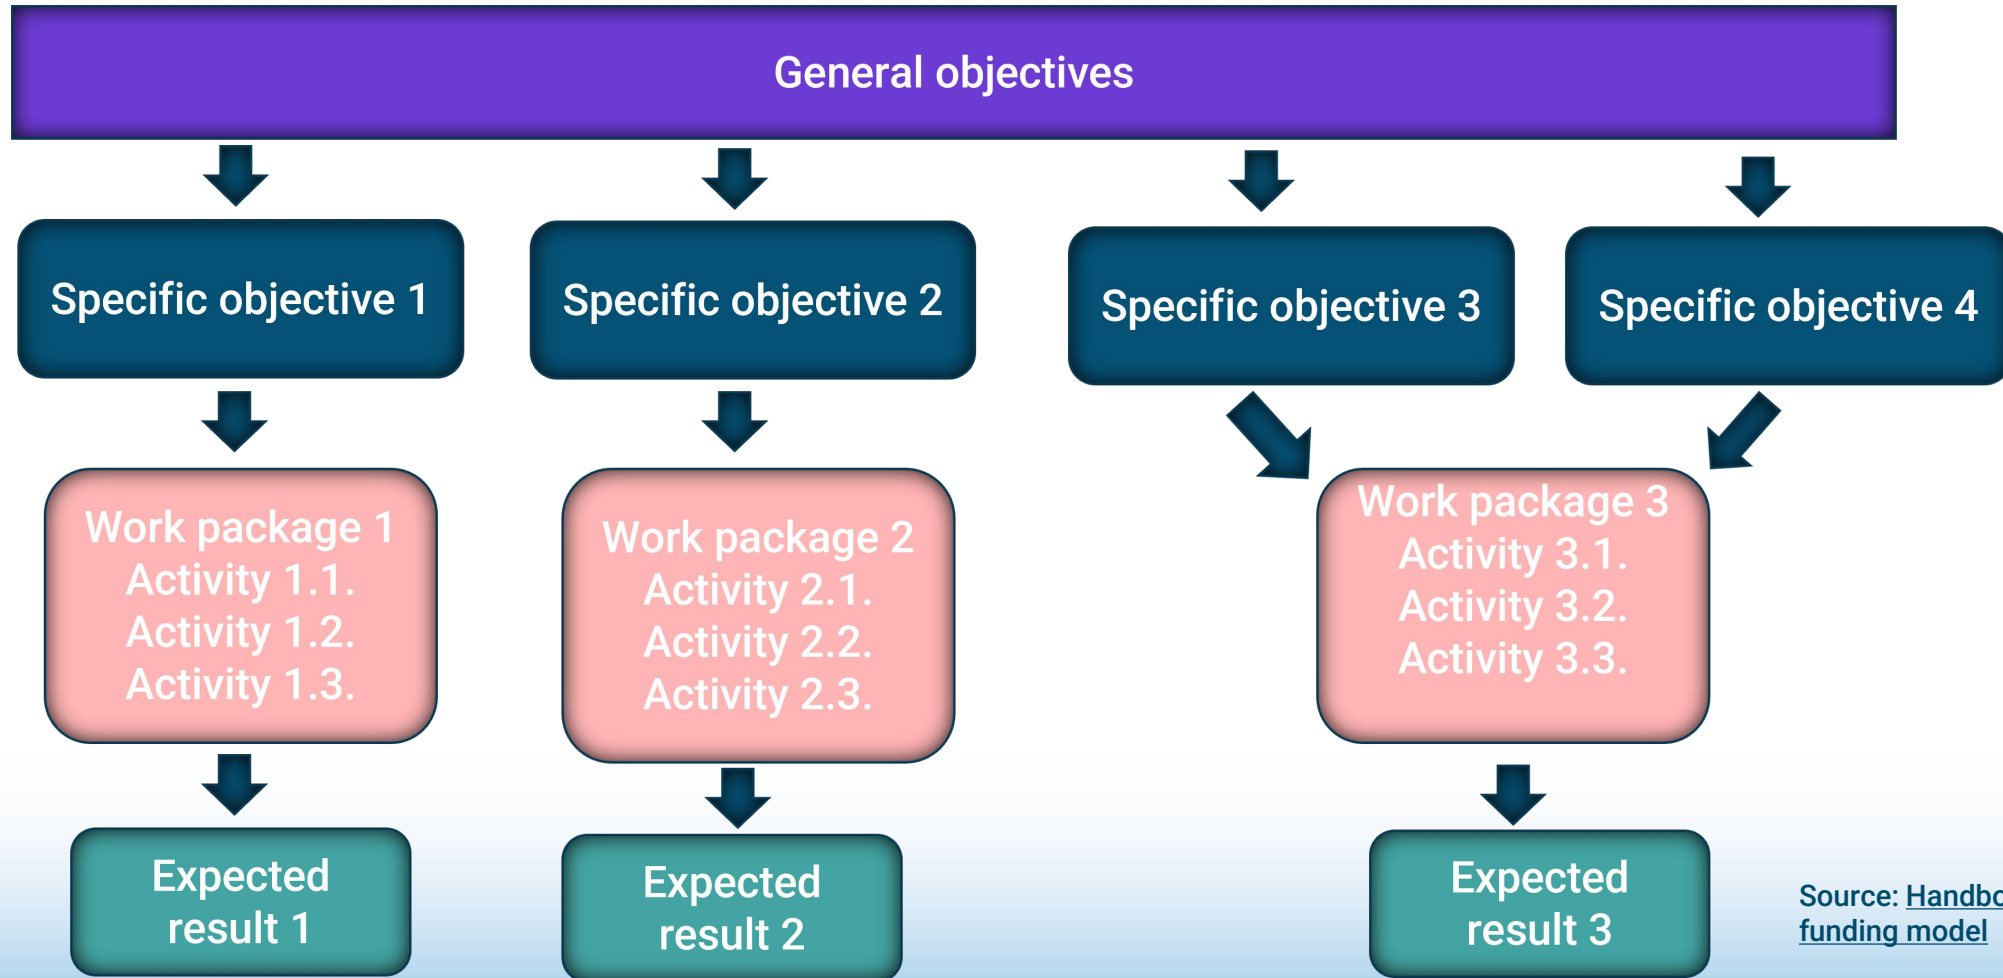 General objectives
Specific objective 1
Specific objective 2
Specific objective 3
Specific objective 4
Work package 1
Activity 1.1.
Activity 1.2.
Activity 1.3.
Work package 2
Activity 2.1.
Activity 2.2.
Activity 2.3.
Work package 3
Activity 3.1.
Activity 3.2.
Activity 3.3.
Expected
result 1
Expected
result 2
Expected
result 3
Source:
funding model